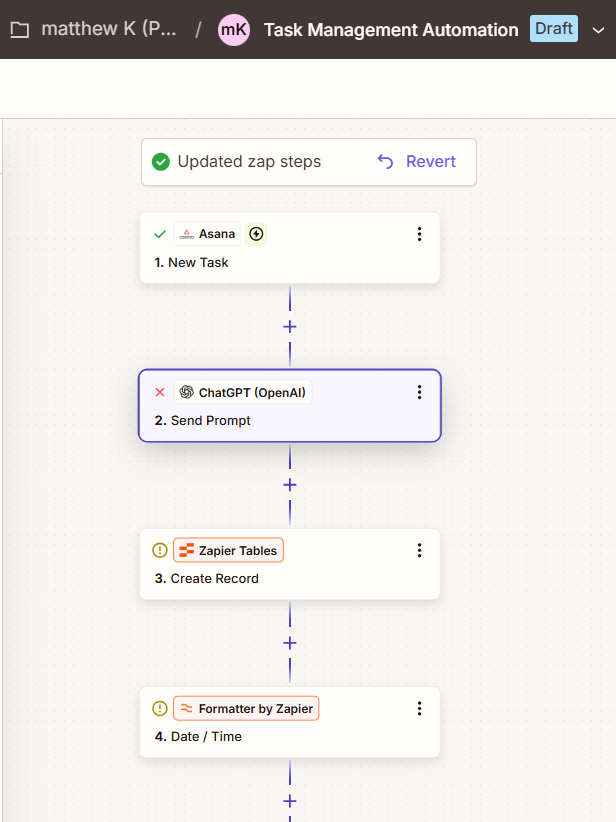 matthew K (P... / mK Task Management Automation Draft
Updated zap steps Revert
asana Asana
1. New Task
ChatGPT (OpenAI)
2. Send Prompt
Zapier Tables
3. Create Record
Formatter by Zapier
4. Date / Time